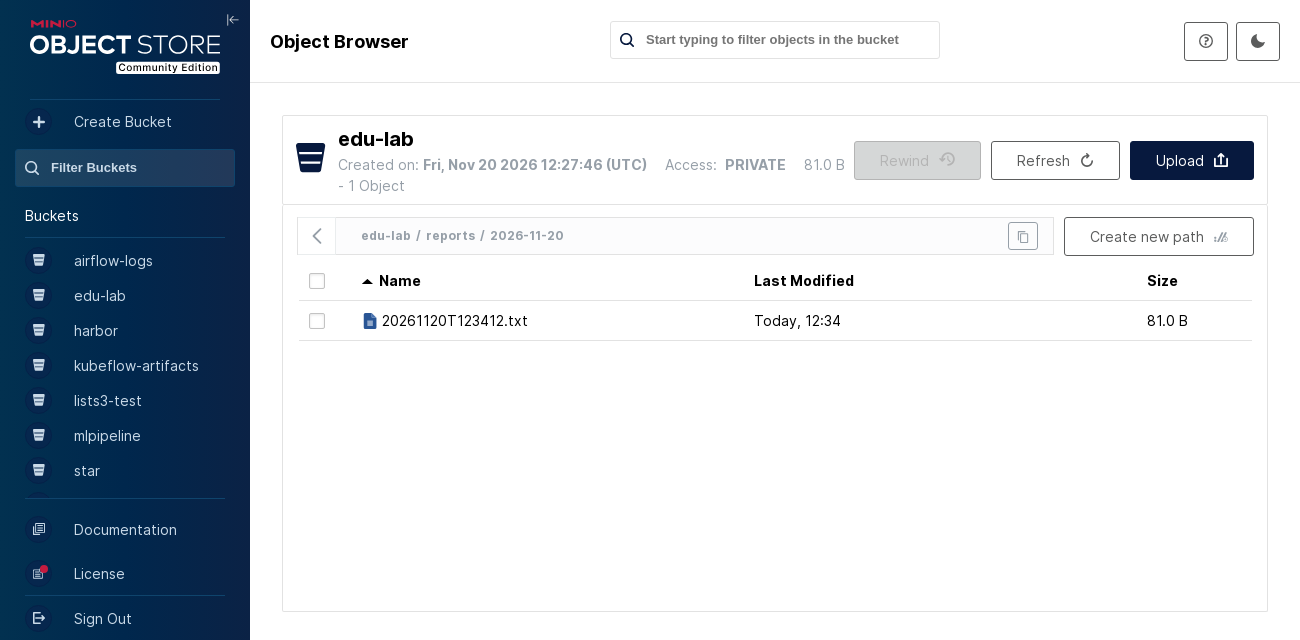 MINIO
OBJECT STORE
Community Edition
Create Bucket
Filter Buckets
Buckets
airflow-logs
edu-lab
harbor
kubeflow-artifacts
lists3-test
mlpipeline
star
Documentation
License
Sign Out
Object Browser
Start typing to filter objects in the bucket
edu-lab
Created on: Fri, Nov 20 2026 12:27:46 (UTC) Access: PRIVATE 81.0 B
- 1 Object
Rewind
Refresh
Upload
edu-lab / reports / 2026-11-20
Create new path
Name Last Modified Size
20261120T123412.txt Today, 12:34 81.0 B